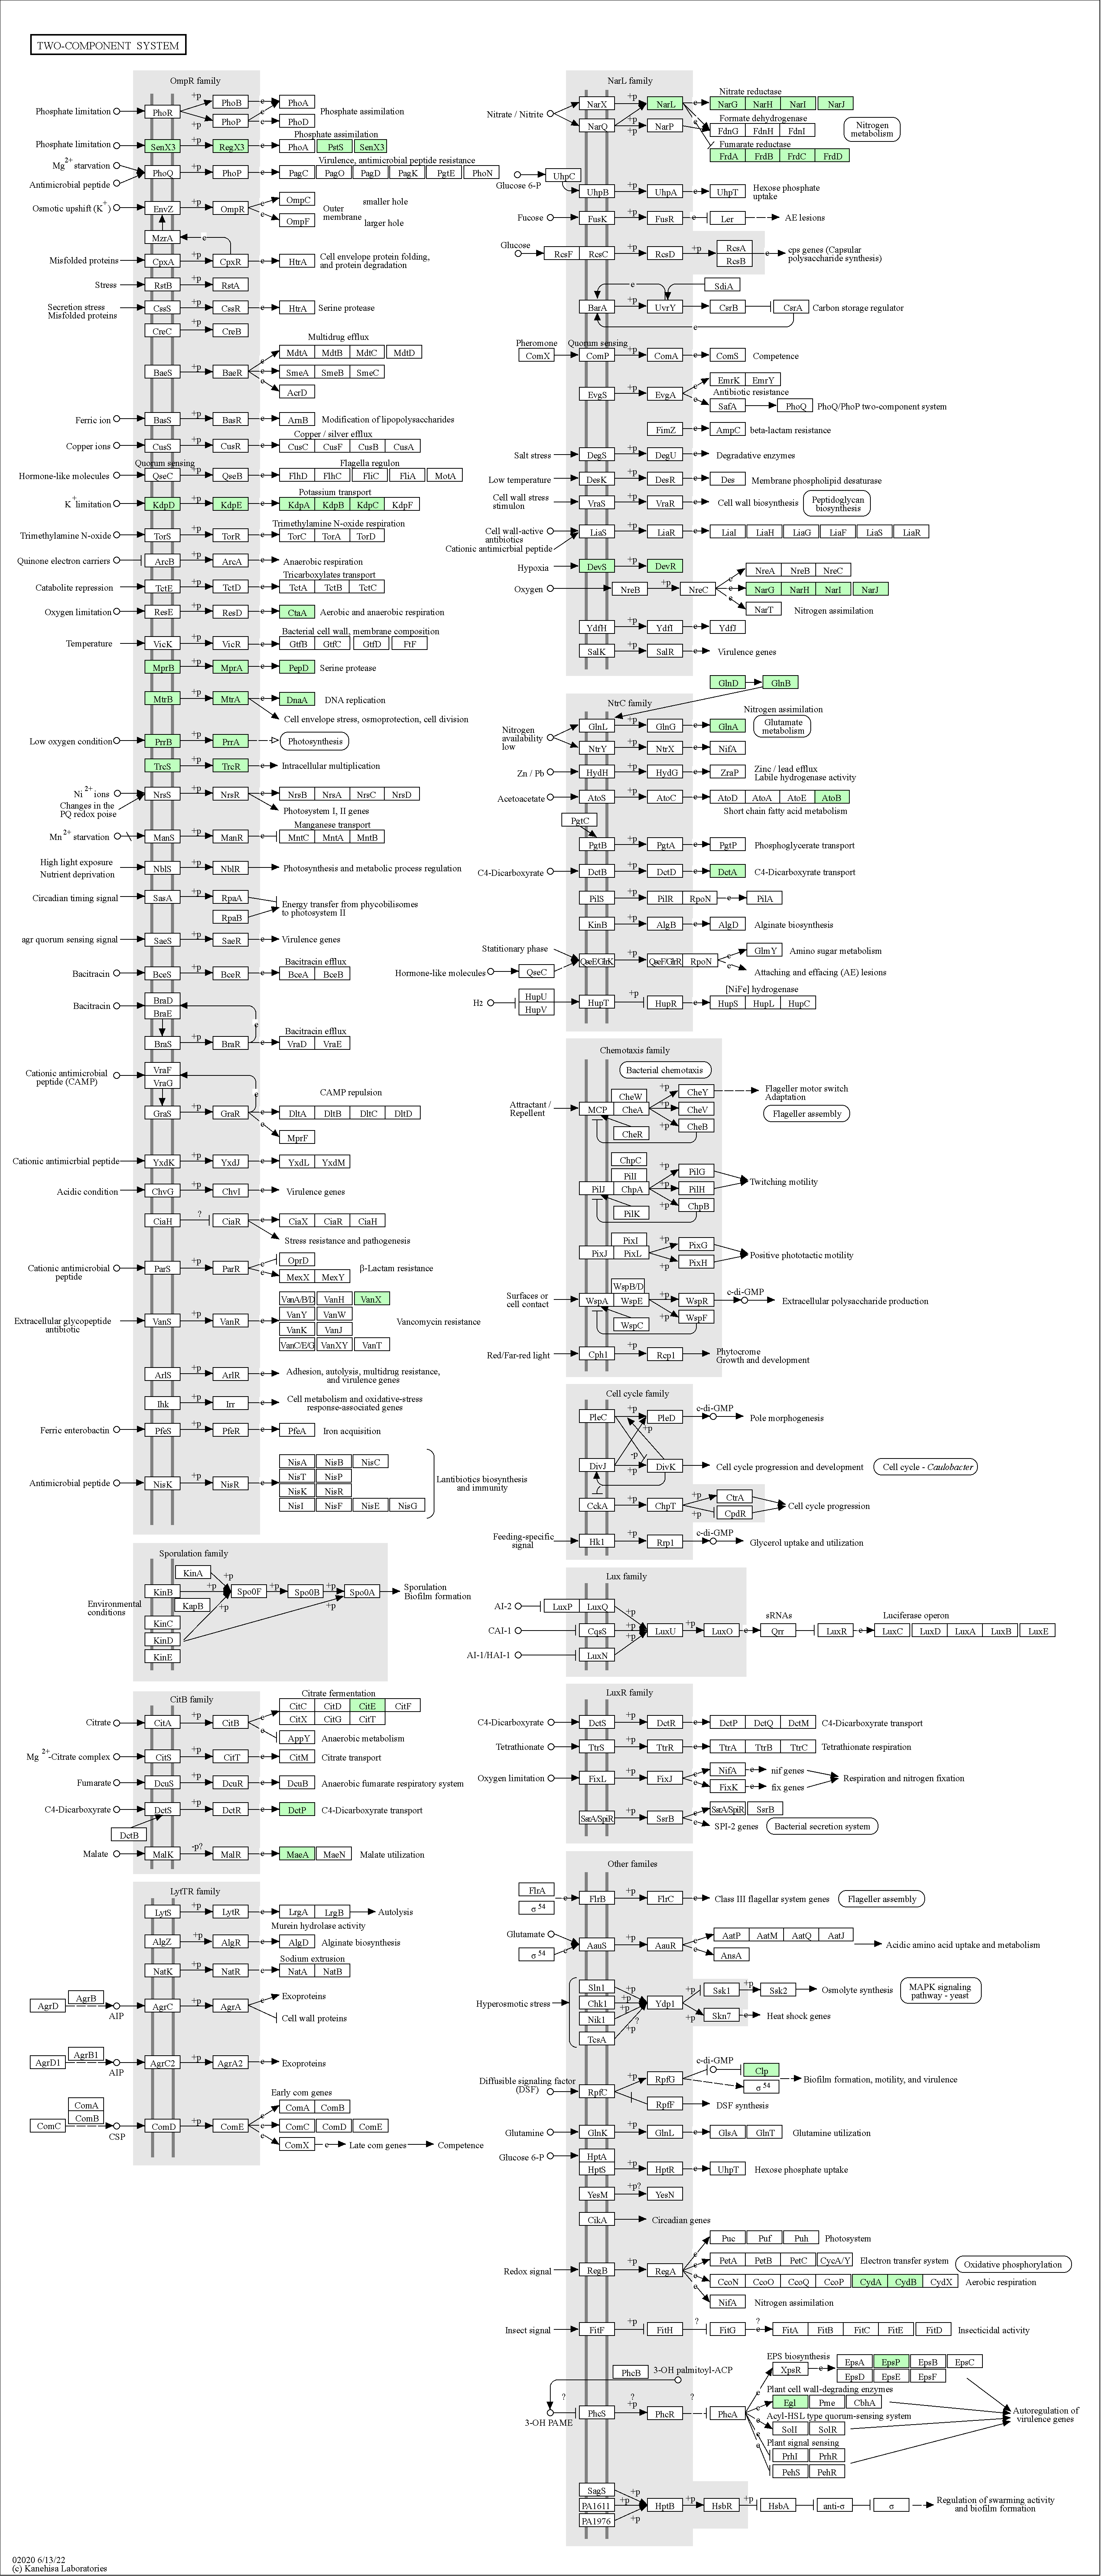 TWO-COMPONENT SYSTEM
OmpR family
Phosphate limitation PhoR +p PhoB e PhoA
+p PhoP e PhoD Phosphate assimilation
Phosphate assimilation
Phosphate limitation SenX3 +p RegX3 e PhoA PstS SenX3
Virulence, antimicrobial peptide resistance
Mg2+ starvation
Antimicrobial peptide PhoQ +p PhoP e PagC PagO PagD PagK PgtE PhoN
Osmotic upshift (K+) EnvZ +p OmpR e OmpC smaller hole
OmpF Outer membrane larger hole
MzrA e
Misfolded proteins CpxA +p CpxR e HtrA Cell envelope protein folding, and protein degradation
Stress RstB +p RstA
Secretion stress
Misfolded proteins CssS +p CssR e HtrA Serine protease
CreC +p CreB
Multidrug efflux
MdtA MdtB MdtC MdtD
BaeS +p BaeR e SmeA SmeB SmeC
AcrD
Ferric ion BasS +p BasR e ArnB Modification of lipopolysaccharides
Copper / silver efflux
Copper ions CusS +p CusR e CusC CusF CusB CusA
Quorum sensing Flagella regulon
Hormone-like molecules QseC +p QseB e FlhD FlhC FliC FliA MotA
Potassium transport
K+ limitation KdpD +p KdpE e KdpA KdpB KdpC KdpF
Trimethylamine N-oxide respiration
Trimethylamine N-oxide TorS +p TorR e TorC TorA TorD
Quinone electron carriers ArcB +p ArcA e Anaerobic respiration
Tricarboxylates transport
Catabolite repression TctE +p TctD e TctA TctB TctC
Oxygen limitation ResE +p ResD e CtaA Aerobic and anaerobic respiration
Bacterial cell wall, membrane composition
Temperature VicK +p VicR e GtfB GtfC GtfD FtF
MprB +p MprA e PepD Serine protease
MtrB +p MtrA e DnaA DNA replication
Cell envelope stress, osmoprotection, cell division
Low oxygen condition PrrB +p PrrA Photosynthesis
TrcS +p TrcR e Intracellular multiplication
Ni2+ ions
Changes in the PQ redox poise NrsS +p NrsR e NrsB NrsA NrsC NrsD
Photosystem I, II genes
Manganese transport
Mn2+ starvation ManS +p ManR MntC MntA MntB
High light exposure
Nutrient deprivation NblS +p NblR Photosynthesis and metabolic process regulation
Circadian timing signal SasA +p RpaA
RpaB Energy transfer from phycobilisomes to photosystem II
agr quorum sensing signal SaeS +p SaeR e Virulence genes
Bacitracin efflux
Bacitracin BceS +p BceR e BceA BceB
Bacitracin BraD
BraE e
Bacitracin efflux
BraS +p BraR e VraD VraE
Cationic antimicrobial peptide (CAMP) VraF
VraG e
CAMP repulsion
GraS +p GraR e DltA DltB DltC DltD
MprF
Cationic antimicrbial peptide YxdK +p YxdJ e YxdL YxdM
Acidic condition ChvG +p ChvI e Virulence genes
CiaH ? CiaR e CiaX CiaR CiaH
Stress resistance and pathogenesis
Cationic antimicrobial peptide ParS +p ParR e OprD
MexX MexY β-Lactam resistance
VanA/B/D VanH VanX
Extracellular glycopeptide antibiotic VanS +p VanR e VanY VanW
VanK VanJ Vancomycin resistance
VanC/E/G VanXY VanT
ArlS +p ArlR e Adhesion, autolysis, multidrug resistance, and virulence genes
Ihk +p Irr e Cell metabolism and oxidative-stress response-associated genes
Ferric enterobactin PfeS +p PfeR e PfeA Iron acquisition
NisA NisB NisC
NisT NisP
Antimicrobial peptide NisK +p NisR e NisK NisR
NisI NisF NisE NisG
Lantibiotics biosynthesis and immunity
Sporulation family
KinA +p
Environmental conditions KinB +p Spo0F +p Spo0B +p Spo0A Sporulation
Biofilm formation
KapB +p +p
KinC
KinD
KinE
CitB family
Citrate fermentation
CitC CitD CitE CitF
Citrate CitA +p CitB e CitX CitG CitT
AppY Anaerobic metabolism
Mg2+-Citrate complex CitS +p CitT e CitM Citrate transport
Fumarate DcuS +p DcuR e DcuB Anaerobic fumarate respiratory system
C4-Dicarboxyrate DctS +p DctR e DctP C4-Dicarboxyrate transport
DctB
Malate MalK -p? MalR e MaeA MaeN Malate utilization
LytTR family
LytS +p LytR e LrgA LrgB Autolysis
Murein hydrolase activity
AlgZ +p AlgR e AlgD Alginate biosynthesis
Sodium extrusion
NatK +p NatR e NatA NatB
AgrD AgrB AIP AgrC +p AgrA e Exoproteins
Cell wall proteins
AgrD1 AgrB1 AIP AgrC2 +p AgrA2 e Exoproteins
Early com genes
ComA
ComB ComA ComB
ComC CSP ComD +p ComE e ComC ComD ComE
ComX e Late com genes Competence
NarL family
Nitrate reductase
Nitrate / Nitrite NarX +p NarL e NarG NarH NarI NarJ
Formate dehydrogenase
NarQ +p NarP FdnG FdnH FdnI Nitrogen metabolism
Fumarate reductase
FrdA FrdB FrdC FrdD
Glucose 6-P UhpC
UhpB +p UhpA e UhpT Hexose phosphate uptake
Fucose FusK +p FusR e Ler AE lesions
Glucose RcsF RcsC +p RcsD +p RcsA
RcsB e cps genes (Capsular polysaccharide synthesis)
e SdiA
BarA +p UvrY e CsrB CsrA Carbon storage regulator
e
Pheromone Quorum sensing
ComX ComP +p ComA e ComS Competence
EmrK EmrY
EvgS +p EvgA e Antibiotic resistance
SafA PhoQ PhoQ/PhoP two-component system
FimZ e AmpC beta-lactam resistance
Salt stress DegS +p DegU e Degradative enzymes
Low temperature DesK +p DesR e Des Membrane phospholipid desaturase
Cell wall stress stimulon VraS +p VraR e Cell wall biosynthesis Peptidoglycan biosynthesis
Cell wall-active antibiotics
Cationic antimicrbial peptide LiaS +p LiaR e LiaI LiaH LiaG LiaF LiaS LiaR
Hypoxia DevS +p DevR
NreA NreB NreC
Oxygen NreB +p NreC e NarG NarH NarI NarJ
NarT Nitrogen assimilation
YdfH +p YdfI e YdfJ
SalK +p SalR e Virulence genes
GlnD GlnB
NtrC family
Nitrogen assimilation
Nitrogen availability low GlnL +p GlnG e GlnA Glutamate metabolism
NtrY +p NtrX e NifA
Zn / Pb HydH +p HydG e ZraP Zinc / lead efflux
Labile hydrogenase activity
Acetoacetate AtoS +p AtoC e AtoD AtoA AtoE AtoB
Short chain fatty acid metabolism
PgtC
PgtB +p PgtA e PgtP Phosphoglycerate transport
C4-Dicarboxyrate DctB +p DctD e DctA C4-Dicarboxyrate transport
PilS +p PilR RpoN e PilA
KinB +p AlgB e AlgD Alginate biosynthesis
Statitionary phase
Hormone-like molecules QseC QseE/GlrK +p QseF/GlrR RpoN e GlmY Amino sugar metabolism
Attaching and effacing (AE) lesions
[NiFe] hydrogenase
H2 HupU
HupV HupT +p HupR e HupS HupL HupC
Chemotaxis family
Bacterial chemotaxis
Attractant / Repellent MCP CheW
CheA +p CheY Flageller motor switch
Adaptation
+p CheV Flageller assembly
+p CheB
CheR
ChpC
PilI
PilJ ChpA +p PilG
+p PilH Twitching motility
+p ChpB
PilK
PixI
PixJ PixL +p PixG
+p PixH Positive phototactic motility
WspB/D
Surfaces or cell contact WspA WspE +p WspR c-di-GMP Extracellular polysaccharide production
+p WspF
WspC
Red/Far-red light Cph1 +p Rcp1 Phytocrome
Growth and development
Cell cycle family
PleC +p PleD c-di-GMP Pole morphogenesis
+p
-p
DivJ +p DivK Cell cycle progression and development Cell cycle - Caulobacter
CckA +p ChpT +p CtrA
+p CpdR Cell cycle progression
Feeding-specific signal Hk1 +p Rrp1 c-di-GMP Glycerol uptake and utilization
Lux family
AI-2 LuxP LuxQ +p sRNAs Luciferase operon
CAI-1 CqsS +p LuxU +p LuxO e Qrr LuxR e LuxC LuxD LuxA LuxB LuxE
AI-1/HAI-1 LuxN +p
LuxR family
C4-Dicarboxyrate DctS +p DctR e DctP DctQ DctM C4-Dicarboxyrate transport
Tetrathionate TtrS +p TtrR e TtrA TtrB TtrC Tetrathionate respiration
Oxygen limitation FixL +p FixJ e NifA e nif genes
FixK e fix genes Respiration and nitrogen fixation
SsrA/SpiR +p SsrB e SsrA/SpiR SsrB
SPI-2 genes Bacterial secretion system
Other familes
FlrA
σ54 e FlrB +p FlrC e Class III flagellar system genes Flageller assembly
Glutamate
σ54 e AauS +p AauR e AatP AatM AatQ AatJ
AnsA Acidic amino acid uptake and metabolism
Hyperosmotic stress Sln1 +p
Chk1 +p Ydp1 +p Ssk1 +p Ssk2 Osmolyte synthesis MAPK signaling pathway - yeast
Nik1 +p +p Skn7 e Heat shock genes
TcsA +p ?
Diffusible signaling factor (DSF) RpfC +p RpfG c-di-GMP Clp
σ54 Biofilm formation, motility, and virulence
RpfF DSF synthesis
Glutamine GlnK +p GlnL e GlsA GlnT Glutamine utilization
Glucose 6-P HptA
HptS +p HptR e UhpT Hexose phosphate uptake
YesM +p? YesN
CikA Circadian genes
Puc Puf Puh Photosystem
Redox signal RegB +p RegA e PetA PetB PetC CycA/Y Electron transfer system Oxidative phosphorylation
CcoN CcoO CcoQ CcoP CydA CydB CydX Aerobic respiration
NifA Nitrogen assimilation
Insect signal FitF +p FitH ? FitG ? e FitA FitB FitC FitE FitD Insecticidal activity
EPS biosynthesis
PhcB 3-OH palmitoyl-ACP XpsR e EpsA EpsP EpsB EpsC
EpsD EpsE EpsF
Plant cell wall-degrading enzymes
Egl Pme CbhA
3-OH PAME ? PhcS ? +p PhcR ? PhcA e Acyl-HSL type quorum-sensing system
SolI SolR Autoregulation of virulence genes
Plant signal sensing
PrhI PrhR
PehS PehR
SagS +p
PA1611 +p HptB +p HsbR +p HsbA anti-σ σ Regulation of swarming activity and biofilm formation
PA1976 +p
02020 6/13/22
(c) Kanehisa Laboratories